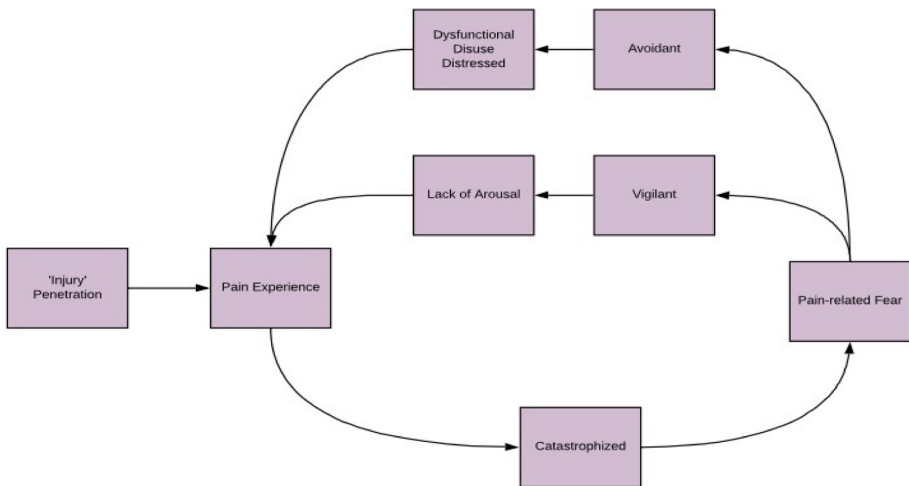 Dysfunctional
Disuse
Distressed
Avoidant
Lack of Arousal
Vigilant
'Injury'
Penetration
Pain Experience
Pain-related Fear
Catastrophized